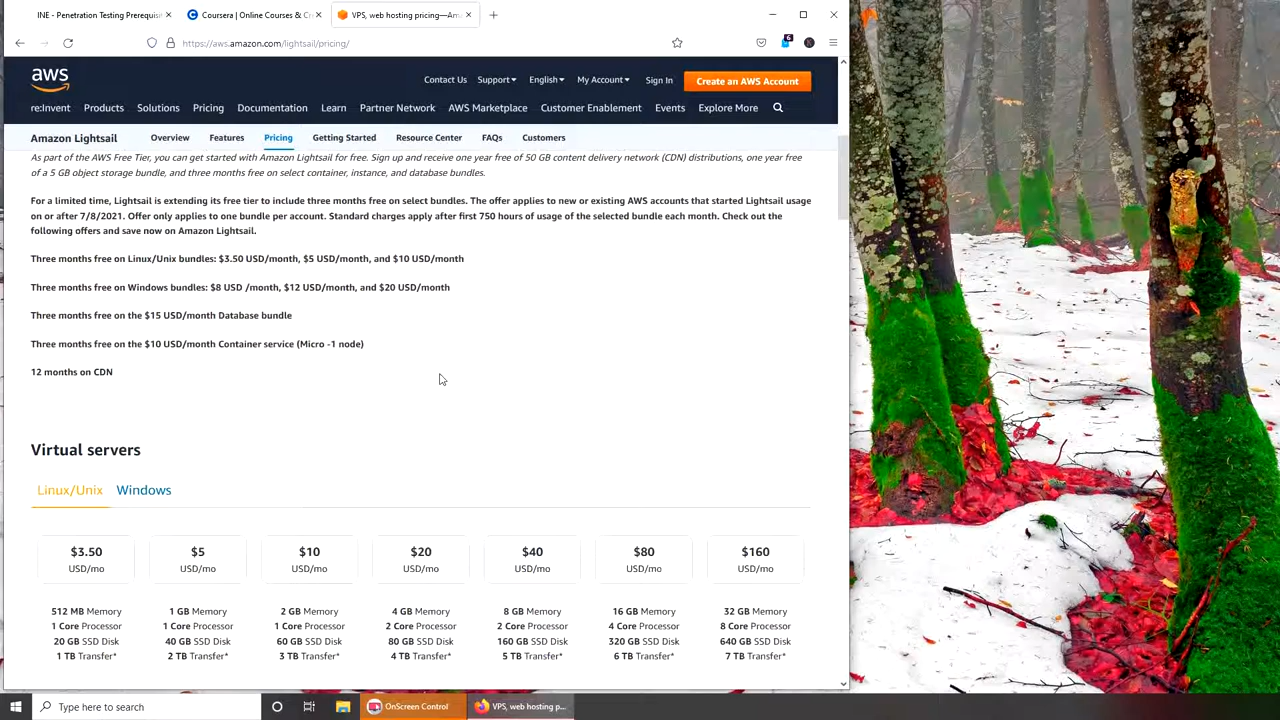 INE - Penetration Testing Prerequis
Coursera | Online Courses & Cr
VPS, web hosting pricing—Am
https://aws.amazon.com/lightsail/pricing/
6
aws
Contact Us Support English My Account Sign In Create an AWS Account
re:Invent Products Solutions Pricing Documentation Learn Partner Network AWS Marketplace Customer Enablement Events Explore More
Amazon Lightsail Overview Features Pricing Getting Started Resource Center FAQs Customers
As part of the AWS Free Tier, you can get started with Amazon Lightsail for free. Sign up and receive one year free of 50 GB content delivery network (CDN) distributions, one year free
of a 5 GB object storage bundle, and three months free on select container, instance, and database bundles.
For a limited time, Lightsail is extending its free tier to include three months free on select bundles. The offer applies to new or existing AWS accounts that started Lightsail usage
on or after 7/8/2021. Offer only applies to one bundle per account. Standard charges apply after first 750 hours of usage of the selected bundle each month. Check out the
following offers and save now on Amazon Lightsail.
Three months free on Linux/Unix bundles: $3.50 USD/month, $5 USD/month, and $10 USD/month
Three months free on Windows bundles: $8 USD /month, $12 USD/month, and $20 USD/month
Three months free on the $15 USD/month Database bundle
Three months free on the $10 USD/month Container service (Micro -1 node)
12 months on CDN
Virtual servers
Linux/Unix Windows
$3.50 $5 $10 $20 $40 $80 $160
USD/mo USD/mo USD/mo USD/mo USD/mo USD/mo USD/mo
512 MB Memory 1 GB Memory 2 GB Memory 4 GB Memory 8 GB Memory 16 GB Memory 32 GB Memory
1 Core Processor 1 Core Processor 1 Core Processor 2 Core Processor 2 Core Processor 4 Core Processor 8 Core Processor
20 GB SSD Disk 40 GB SSD Disk 60 GB SSD Disk 80 GB SSD Disk 160 GB SSD Disk 320 GB SSD Disk 640 GB SSD Disk
1 TB Transfer* 2 TB Transfer* 3 TB Transfer* 4 TB Transfer* 5 TB Transfer* 6 TB Transfer* 7 TB Transfer*
Type here to search
OnScreen Control
VPS, web hosting p...